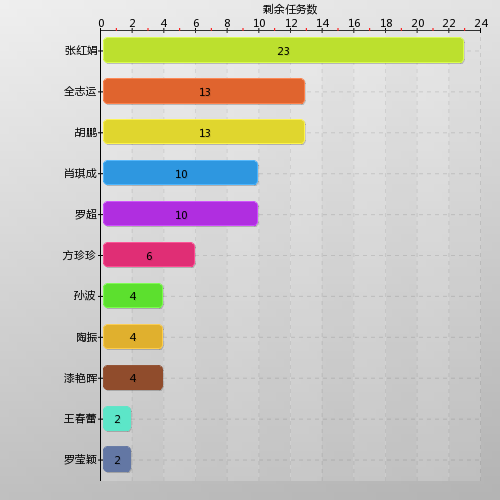 剩余任务数
0 2 4 6 8 10 12 14 16 18 20 22 24
张红娟 23
全志运 13
胡鹏 13
肖琪成 10
罗超 10
方珍珍 6
孙波 4
陶振 4
漆艳晖 4
王春蕾 2
罗莹颖 2